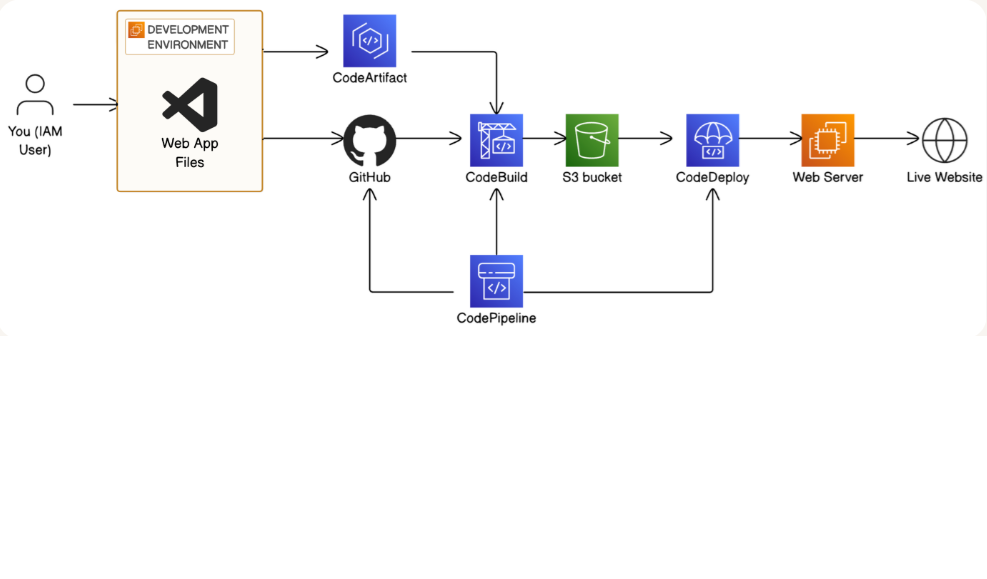 DEVELOPMENT
ENVIRONMENT
You (IAM
User)
Web App
Files
CodeArtifact
GitHub
CodeBuild
S3 bucket
CodeDeploy
Web Server
Live Website
CodePipeline